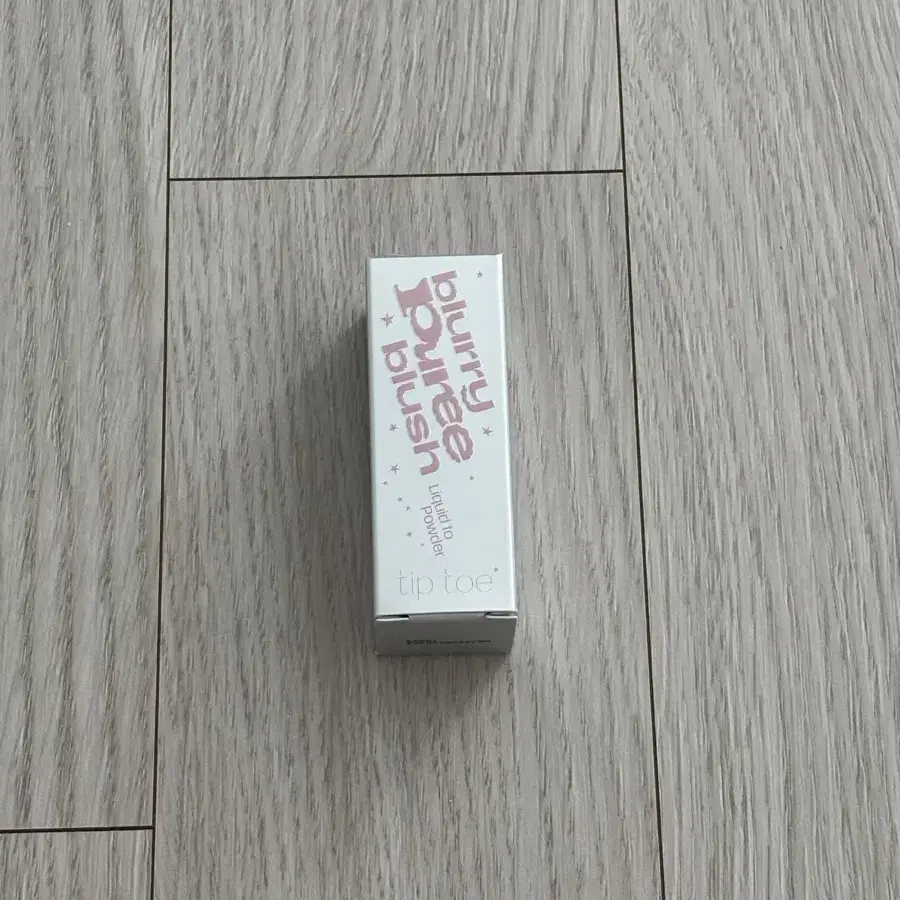 blurry
puree
blush
Liquid to
Powder
tip toe